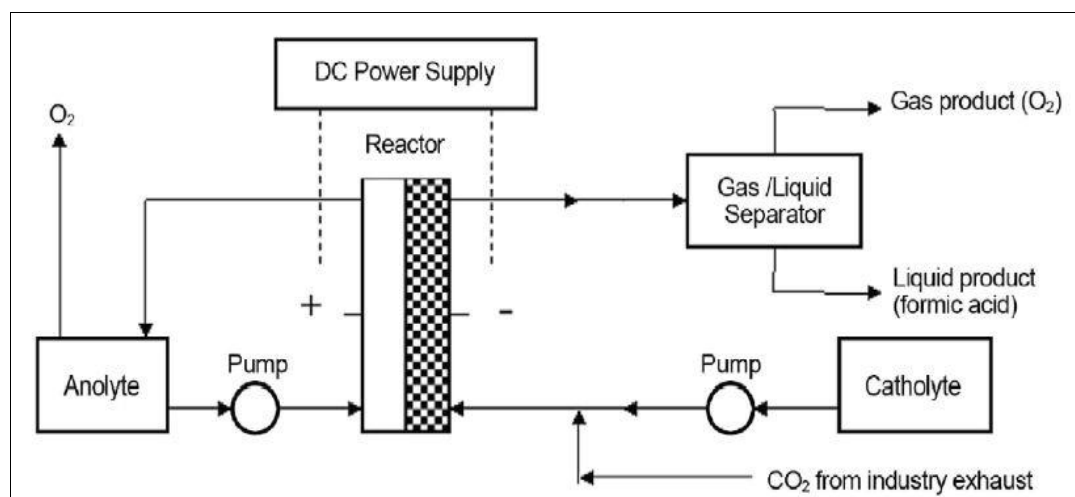 DC Power Supply
O₂
Reactor
Gas product (O₂)
Gas /Liquid
Separator
Liquid product
(formic acid)
+
-
Anolyte
Pump
Pump
Catholyte
CO₂ from industry exhaust